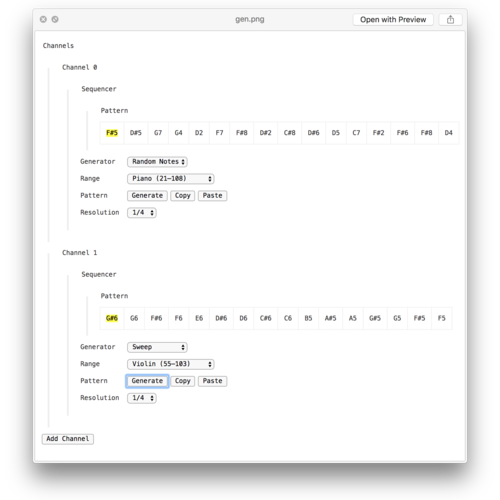 gen.png Open with Preview
Channels
Channel 0
Sequencer
Pattern
F#5 D#5 G7 G4 D2 F7 F#8 D#2 C#8 D#6 D5 C7 F#2 F#6 F#8 D4
Generator Random Notes
Range Piano (21–108)
Pattern Generate Copy Paste
Resolution 1/4
Channel 1
Sequencer
Pattern
G#6 G6 F#6 F6 E6 D#6 D6 C#6 C6 B5 A#5 A5 G#5 G5 F#5 F5
Generator Sweep
Range Violin (55–103)
Pattern Generate Copy Paste
Resolution 1/4
Add Channel